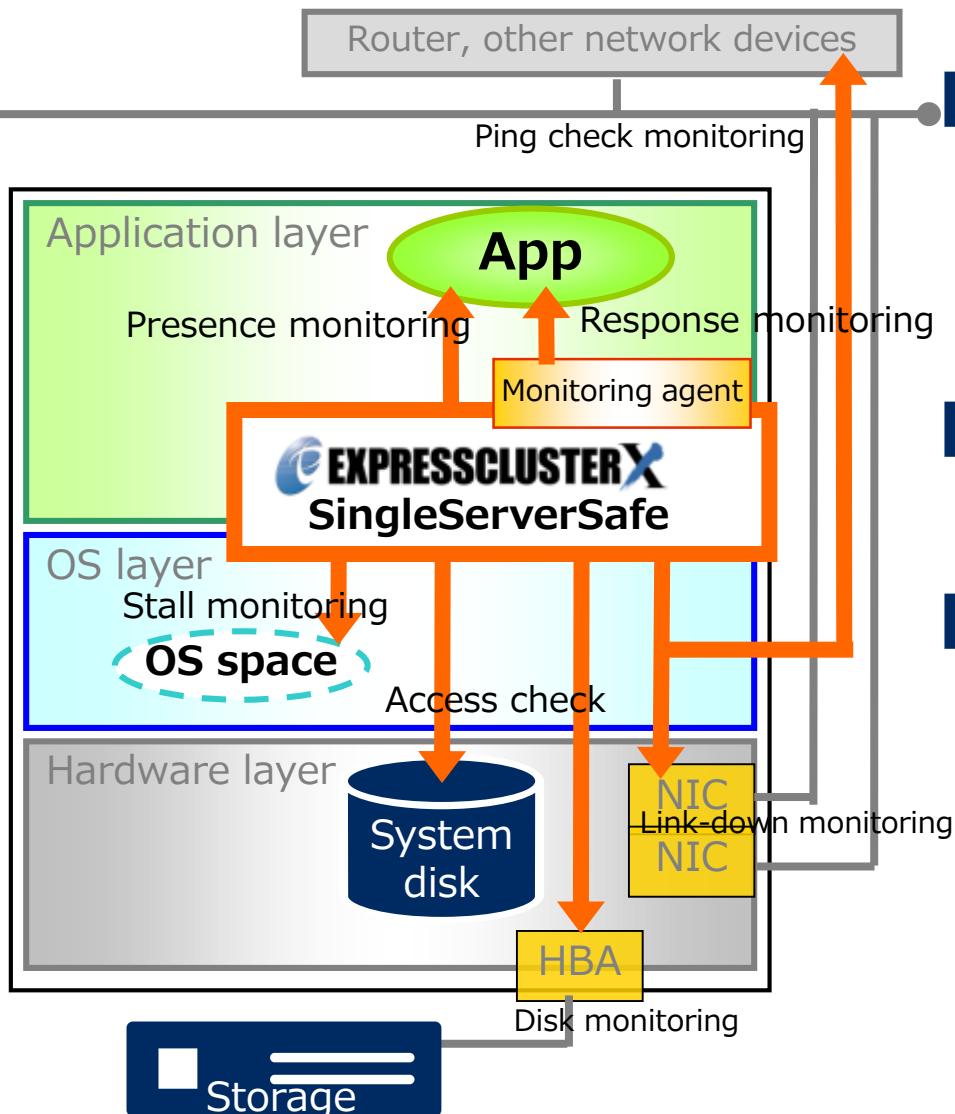 Router, other network devices
Ping check monitoring
Application layer
App
Presence monitoring
Response monitoring
Monitoring agent
EXPRESSCLUSTER X
SingleServerSafe
OS layer
Stall monitoring
OS space
Access check
Hardware layer
NIC
Link-down monitoring
NIC
System
disk
HBA
Disk monitoring
Storage